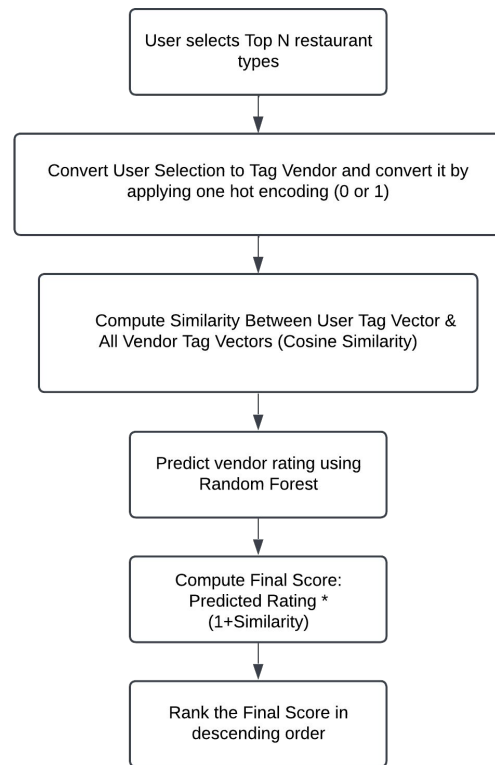 User selects Top N restaurant
types
Convert User Selection to Tag Vendor and convert it by
applying one hot encoding (0 or 1)
Compute Similarity Between User Tag Vector &
All Vendor Tag Vectors (Cosine Similarity)
Predict vendor rating using
Random Forest
Compute Final Score:
Predicted Rating *
(1+Similarity)
Rank the Final Score in
descending order